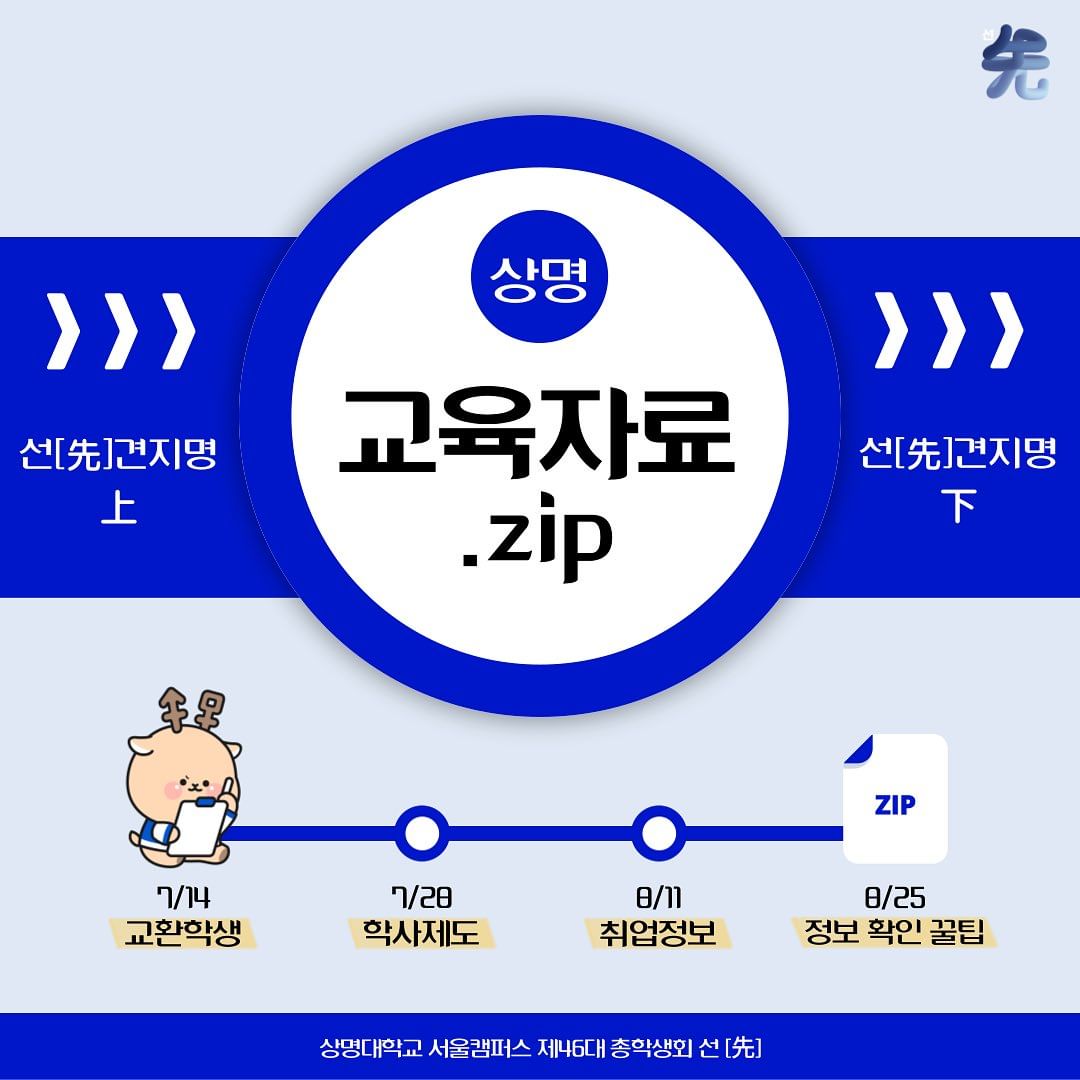 선
先
상명
교육자료
.zip
선[先]견지명
上
선[先]견지명
下
ZIP
7/14
교환학생
7/28
학사제도
8/11
취업정보
8/25
정보 확인 꿀팁
상명대학교 서울캠퍼스 제46대 총학생회 선 [先]